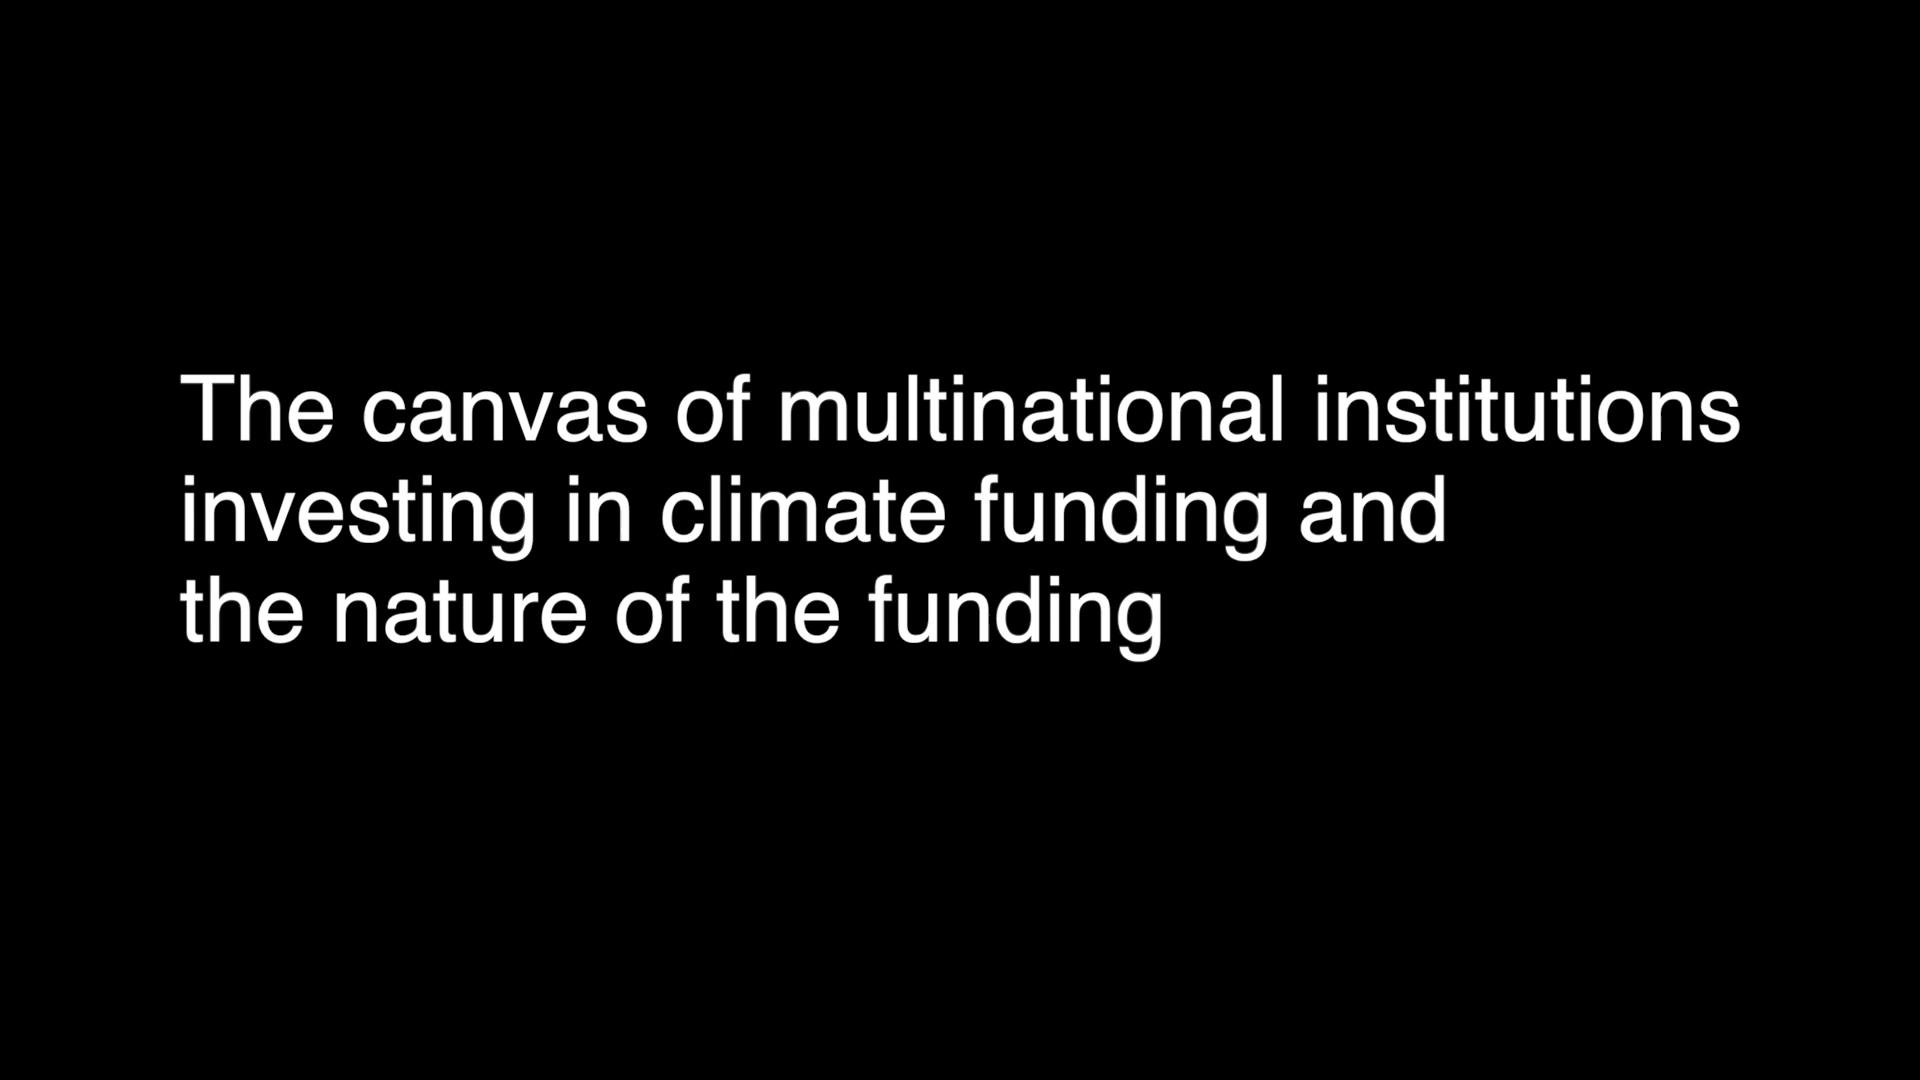 The canvas of multinational institutions
investing in climate funding and
the nature of the funding